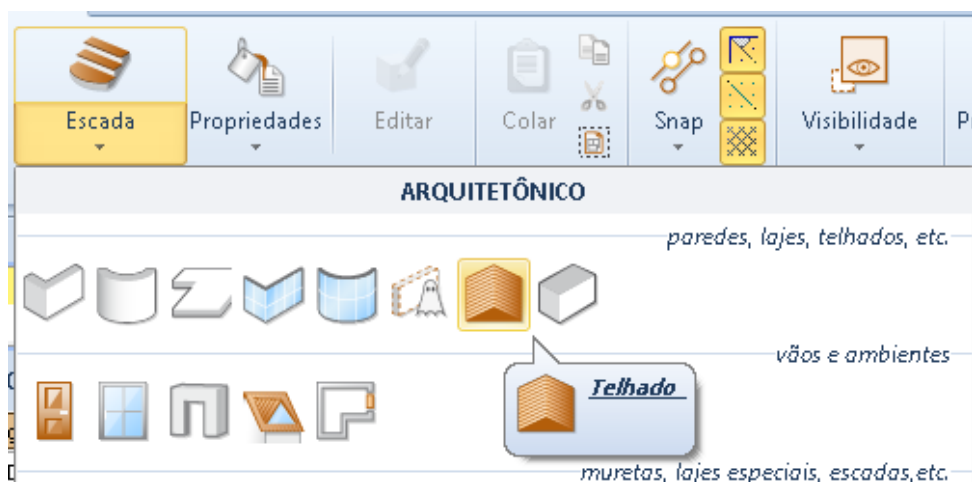 Escada
Propriedades
Editar
Colar
Snap
Visibilidade
ARQUITETÔNICO
paredes, lajes, telhados, etc.
vãos e ambientes
Telhado
muretas, lajes especiais, escadas,etc.